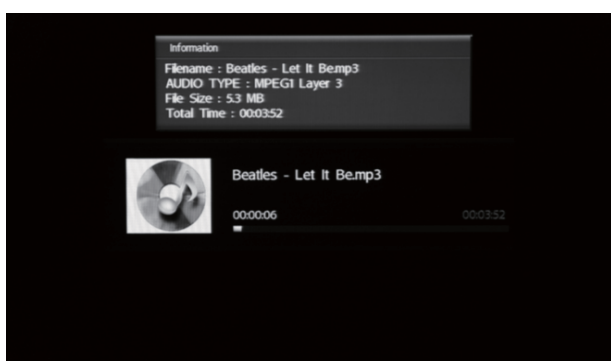 Information
Filename : Beatles - Let It Be.mp3
AUDIO TYPE : MPEG1 Layer 3
File Size : 5.3 MB
Total Time : 00:03:52
Beatles - Let It Be.mp3
00:00:06 00:03:52